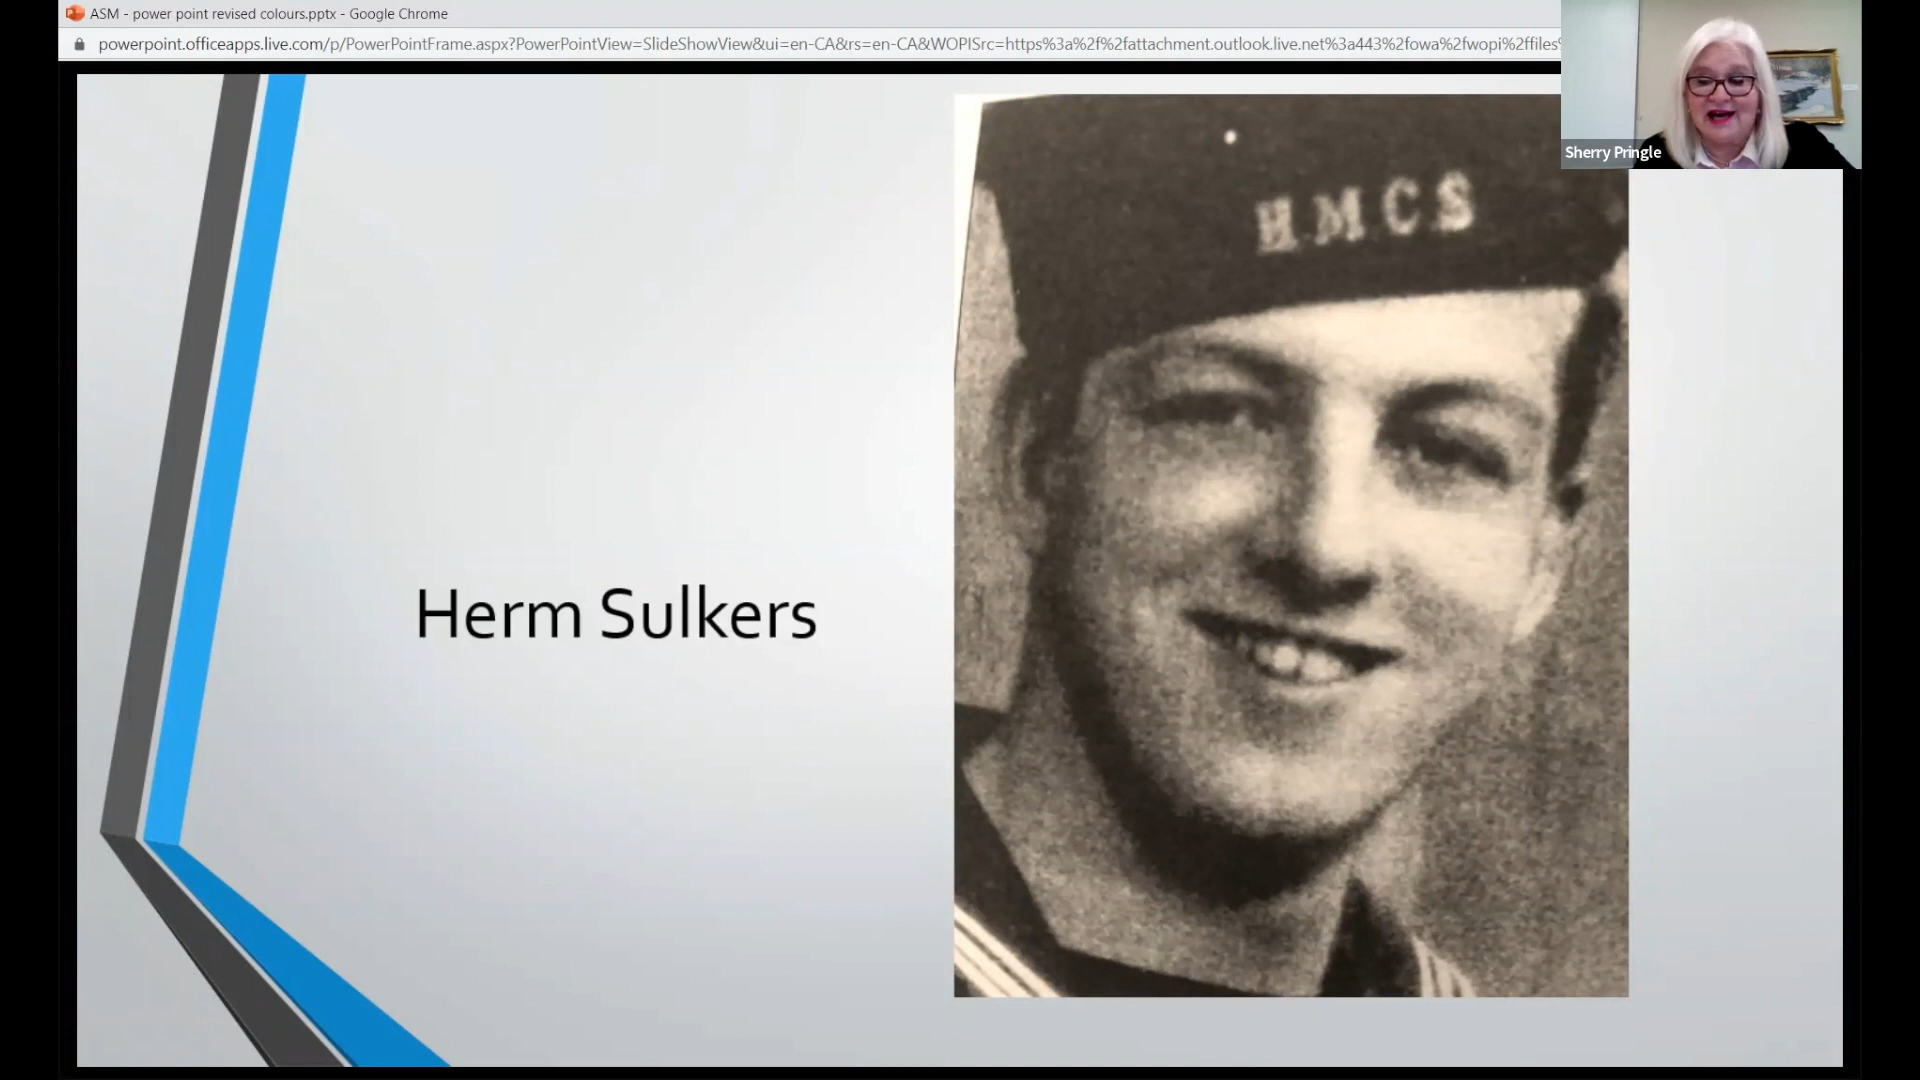 ASM - power point revised colours.pptx - Google Chrome
powerpoint.officeapps.live.com/p/PowerPointFrame.aspx?PowerPointView=SlideShowView&ui=en-CA&rs=en-CA&WOPISrc=https%3a%2f%2fattachment.outlook.live.net%3a443%2fowa%2fwopi%2ffiles%
Sherry Pringle
H.M.C.S
Herm Sulkers